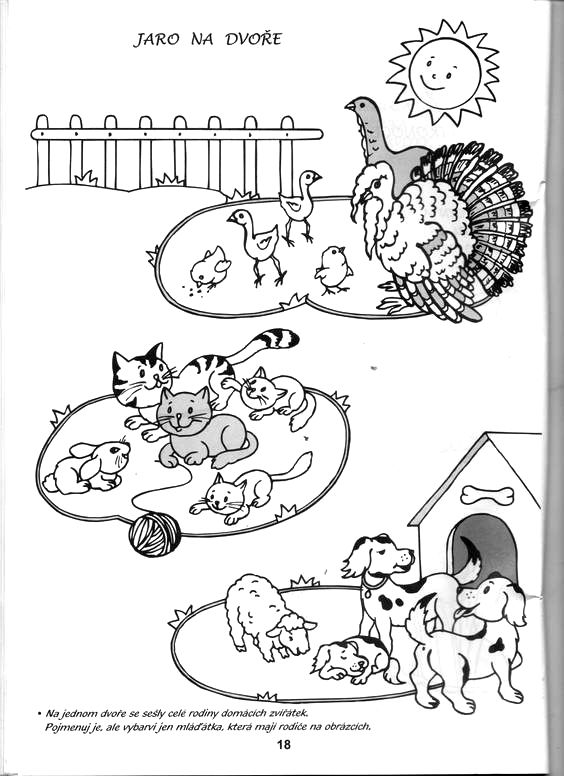 JARO NA DVOŘE
• Na jednom dvoře se sešly celé rodiny domácích zvířátek.
Pojmenuj je, ale vybarvi jen mláďátka, která mají rodiče na obrázcích.
18